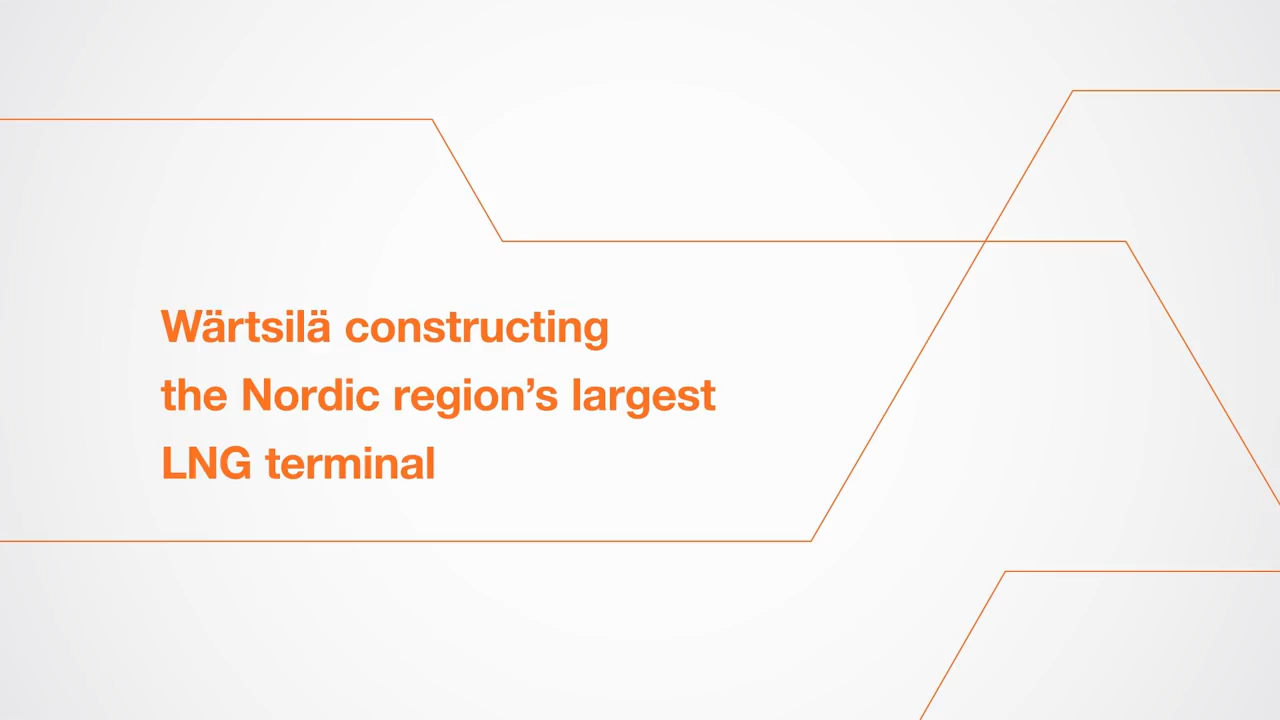 Wärtsilä constructing
the Nordic region’s largest
LNG terminal